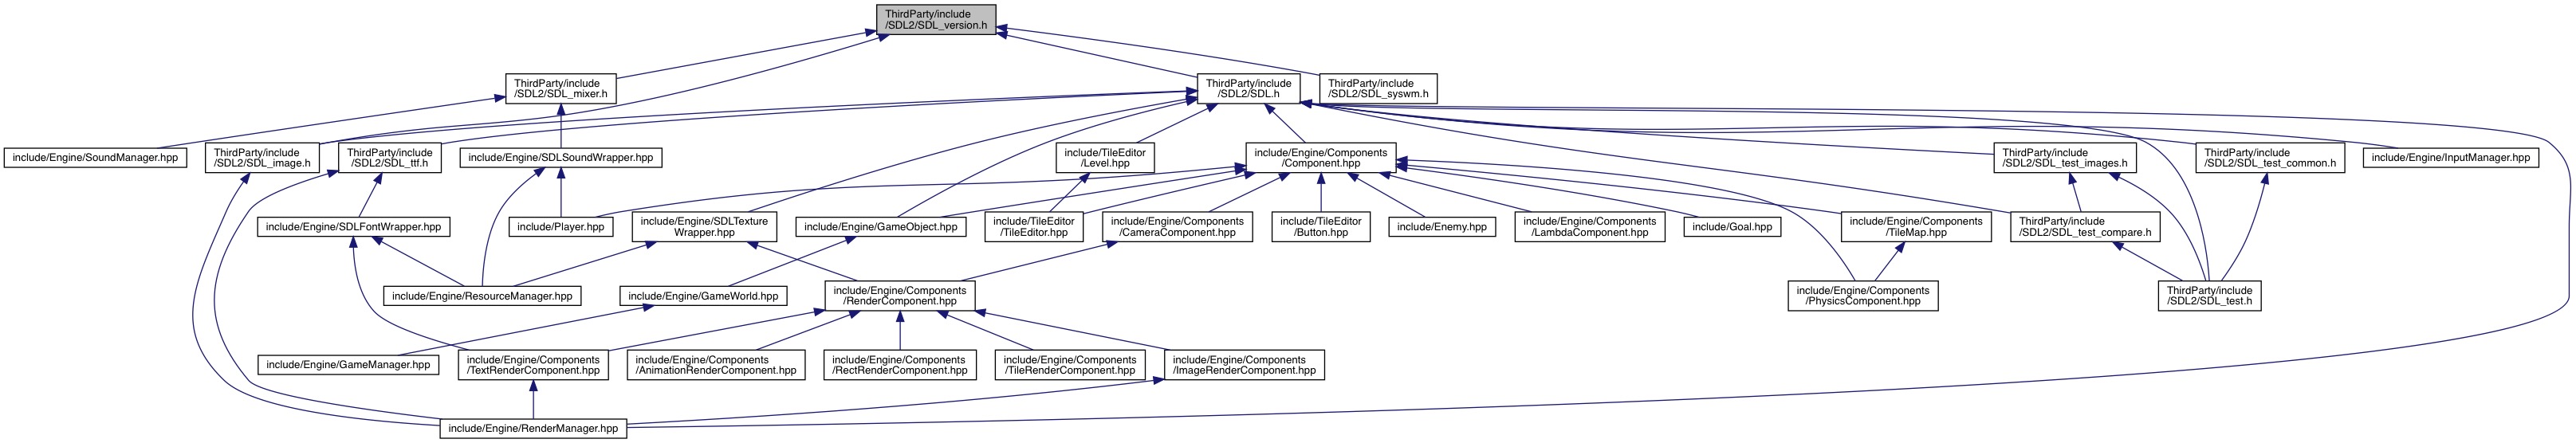 ThirdParty/include
/SDL2/SDL_version.h
ThirdParty/include
/SDL2/SDL_mixer.h
ThirdParty/include
/SDL2/SDL.h
ThirdParty/include
/SDL2/SDL_syswm.h
include/Engine/SoundManager.hpp
ThirdParty/include
/SDL2/SDL_image.h
ThirdParty/include
/SDL2/SDL_ttf.h
include/Engine/SDLSoundWrapper.hpp
include/TileEditor
/Level.hpp
include/Engine/Components
/Component.hpp
ThirdParty/include
/SDL2/SDL_test_images.h
ThirdParty/include
/SDL2/SDL_test_common.h
include/Engine/InputManager.hpp
include/Engine/SDLFontWrapper.hpp
include/Player.hpp
include/Engine/SDLTexture
Wrapper.hpp
include/Engine/GameObject.hpp
include/TileEditor
/TileEditor.hpp
include/Engine/Components
/CameraComponent.hpp
include/TileEditor
/Button.hpp
include/Enemy.hpp
include/Engine/Components
/LambdaComponent.hpp
include/Goal.hpp
include/Engine/Components
/TileMap.hpp
ThirdParty/include
/SDL2/SDL_test_compare.h
include/Engine/ResourceManager.hpp
include/Engine/GameWorld.hpp
include/Engine/Components
/RenderComponent.hpp
include/Engine/Components
/PhysicsComponent.hpp
ThirdParty/include
/SDL2/SDL_test.h
include/Engine/GameManager.hpp
include/Engine/Components
/TextRenderComponent.hpp
include/Engine/Components
/AnimationRenderComponent.hpp
include/Engine/Components
/RectRenderComponent.hpp
include/Engine/Components
/TileRenderComponent.hpp
include/Engine/Components
/ImageRenderComponent.hpp
include/Engine/RenderManager.hpp